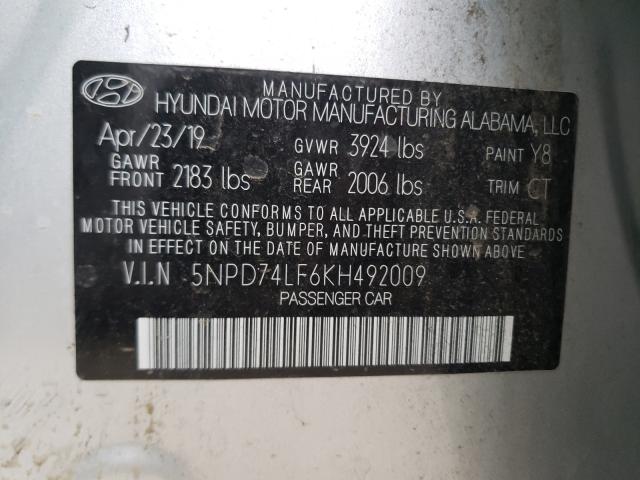 MANUFACTURED BY
HYUNDAI MOTOR MANUFACTURING ALABAMA, LLC
Apr/23/19 GVWR 3924 lbs PAINT Y8
GAWR FRONT 2183 lbs GAWR REAR 2006 lbs TRIM CT
THIS VEHICLE CONFORMS TO ALL APPLICABLE U.S.A. FEDERAL
MOTOR VEHICLE SAFETY, BUMPER, AND THEFT PREVENTION STANDARDS
IN EFFECT ON THE DATE OF MANUFACTURE SHOWN ABOVE
V.I.N 5NPD74LF6KH492009
PASSENGER CAR